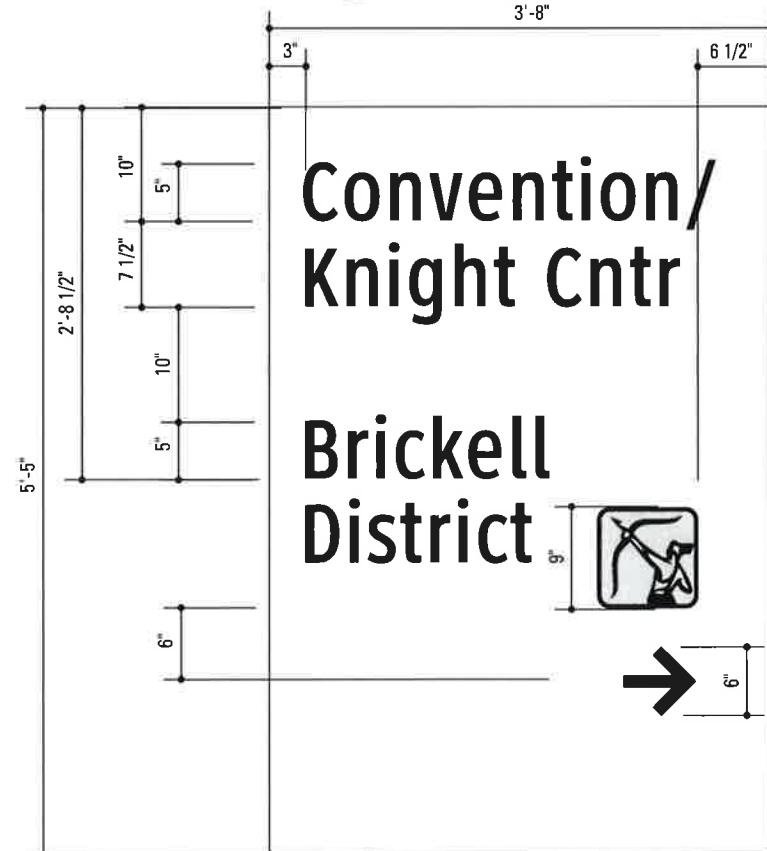 3'-8"
3" 6 1/2"
10"
5"
Convention/
7 1/2"
Knight Cntr
2'-8 1/2"
10"
Brickell
5"
5'-5"
District
9"
6"
6"